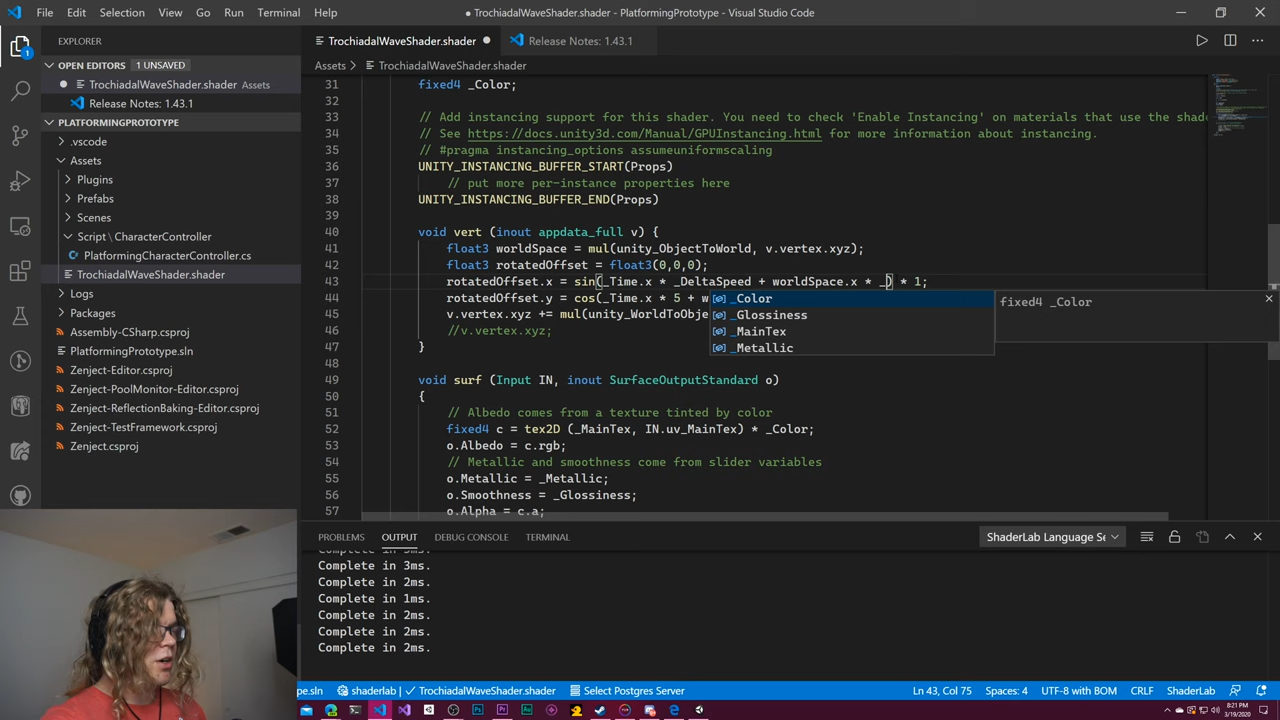 File Edit Selection View Go Run Terminal Help
● TrochiadalWaveShader.shader - PlatformingPrototype - Visual Studio Code
EXPLORER
OPEN EDITORS 1 UNSAVED
TrochiadalWaveShader.shader Assets
Release Notes: 1.43.1
PLATFORMINGPROTOTYPE
.vscode
Assets
Plugins
Prefabs
Scenes
Script \ CharacterController
PlatformingCharacterController.cs
TrochiadalWaveShader.shader
Logs
Packages
Assembly-CSharp.csproj
PlatformingPrototype.sln
Zenject-Editor.csproj
Zenject-PoolMonitor-Editor.csproj
Zenject-ReflectionBaking-Editor.csproj
Zenject-TestFramework.csproj
Zenject.csproj
1
TrochiadalWaveShader.shader ● Release Notes: 1.43.1
Assets > TrochiadalWaveShader.shader
31 fixed4 _Color;
32
33 // Add instancing support for this shader. You need to check 'Enable Instancing' on materials that use the shade
34 // See https://docs.unity3d.com/Manual/GPUInstancing.html for more information about instancing.
35 // #pragma instancing_options assumeuniformscaling
36 UNITY_INSTANCING_BUFFER_START(Props)
37 // put more per-instance properties here
38 UNITY_INSTANCING_BUFFER_END(Props)
39
40 void vert (inout appdata_full v) {
41 float3 worldSpace = mul(unity_ObjectToWorld, v.vertex.xyz);
42 float3 rotatedOffset = float3(0,0,0);
43 rotatedOffset.x = sin(_Time.x * _DeltaSpeed + worldSpace.x * _) * 1;
44 rotatedOffset.y = cos(_Time.x * 5 + w
45 v.vertex.xyz += mul(unity_WorldToObje
46 //v.vertex.xyz;
47 }
48
49 void surf (Input IN, inout SurfaceOutputStandard o)
50 {
51 // Albedo comes from a texture tinted by color
52 fixed4 c = tex2D (_MainTex, IN.uv_MainTex) * _Color;
53 o.Albedo = c.rgb;
54 // Metallic and smoothness come from slider variables
55 o.Metallic = _Metallic;
56 o.Smoothness = _Glossiness;
57 o.Alpha = c.a;
_Color
_Glossiness
_MainTex
_Metallic
fixed4 _Color
PROBLEMS OUTPUT DEBUG CONSOLE TERMINAL
ShaderLab Language Se
Complete in 3ms.
Complete in 3ms.
Complete in 2ms.
Complete in 1ms.
Complete in 2ms.
Complete in 2ms.
Complete in 2ms.
pe.sln shaderlab | TrochiadalWaveShader.shader Select Postgres Server
Ln 43, Col 75 Spaces: 4 UTF-8 with BOM CRLF ShaderLab
8:21 PM
3/19/2020